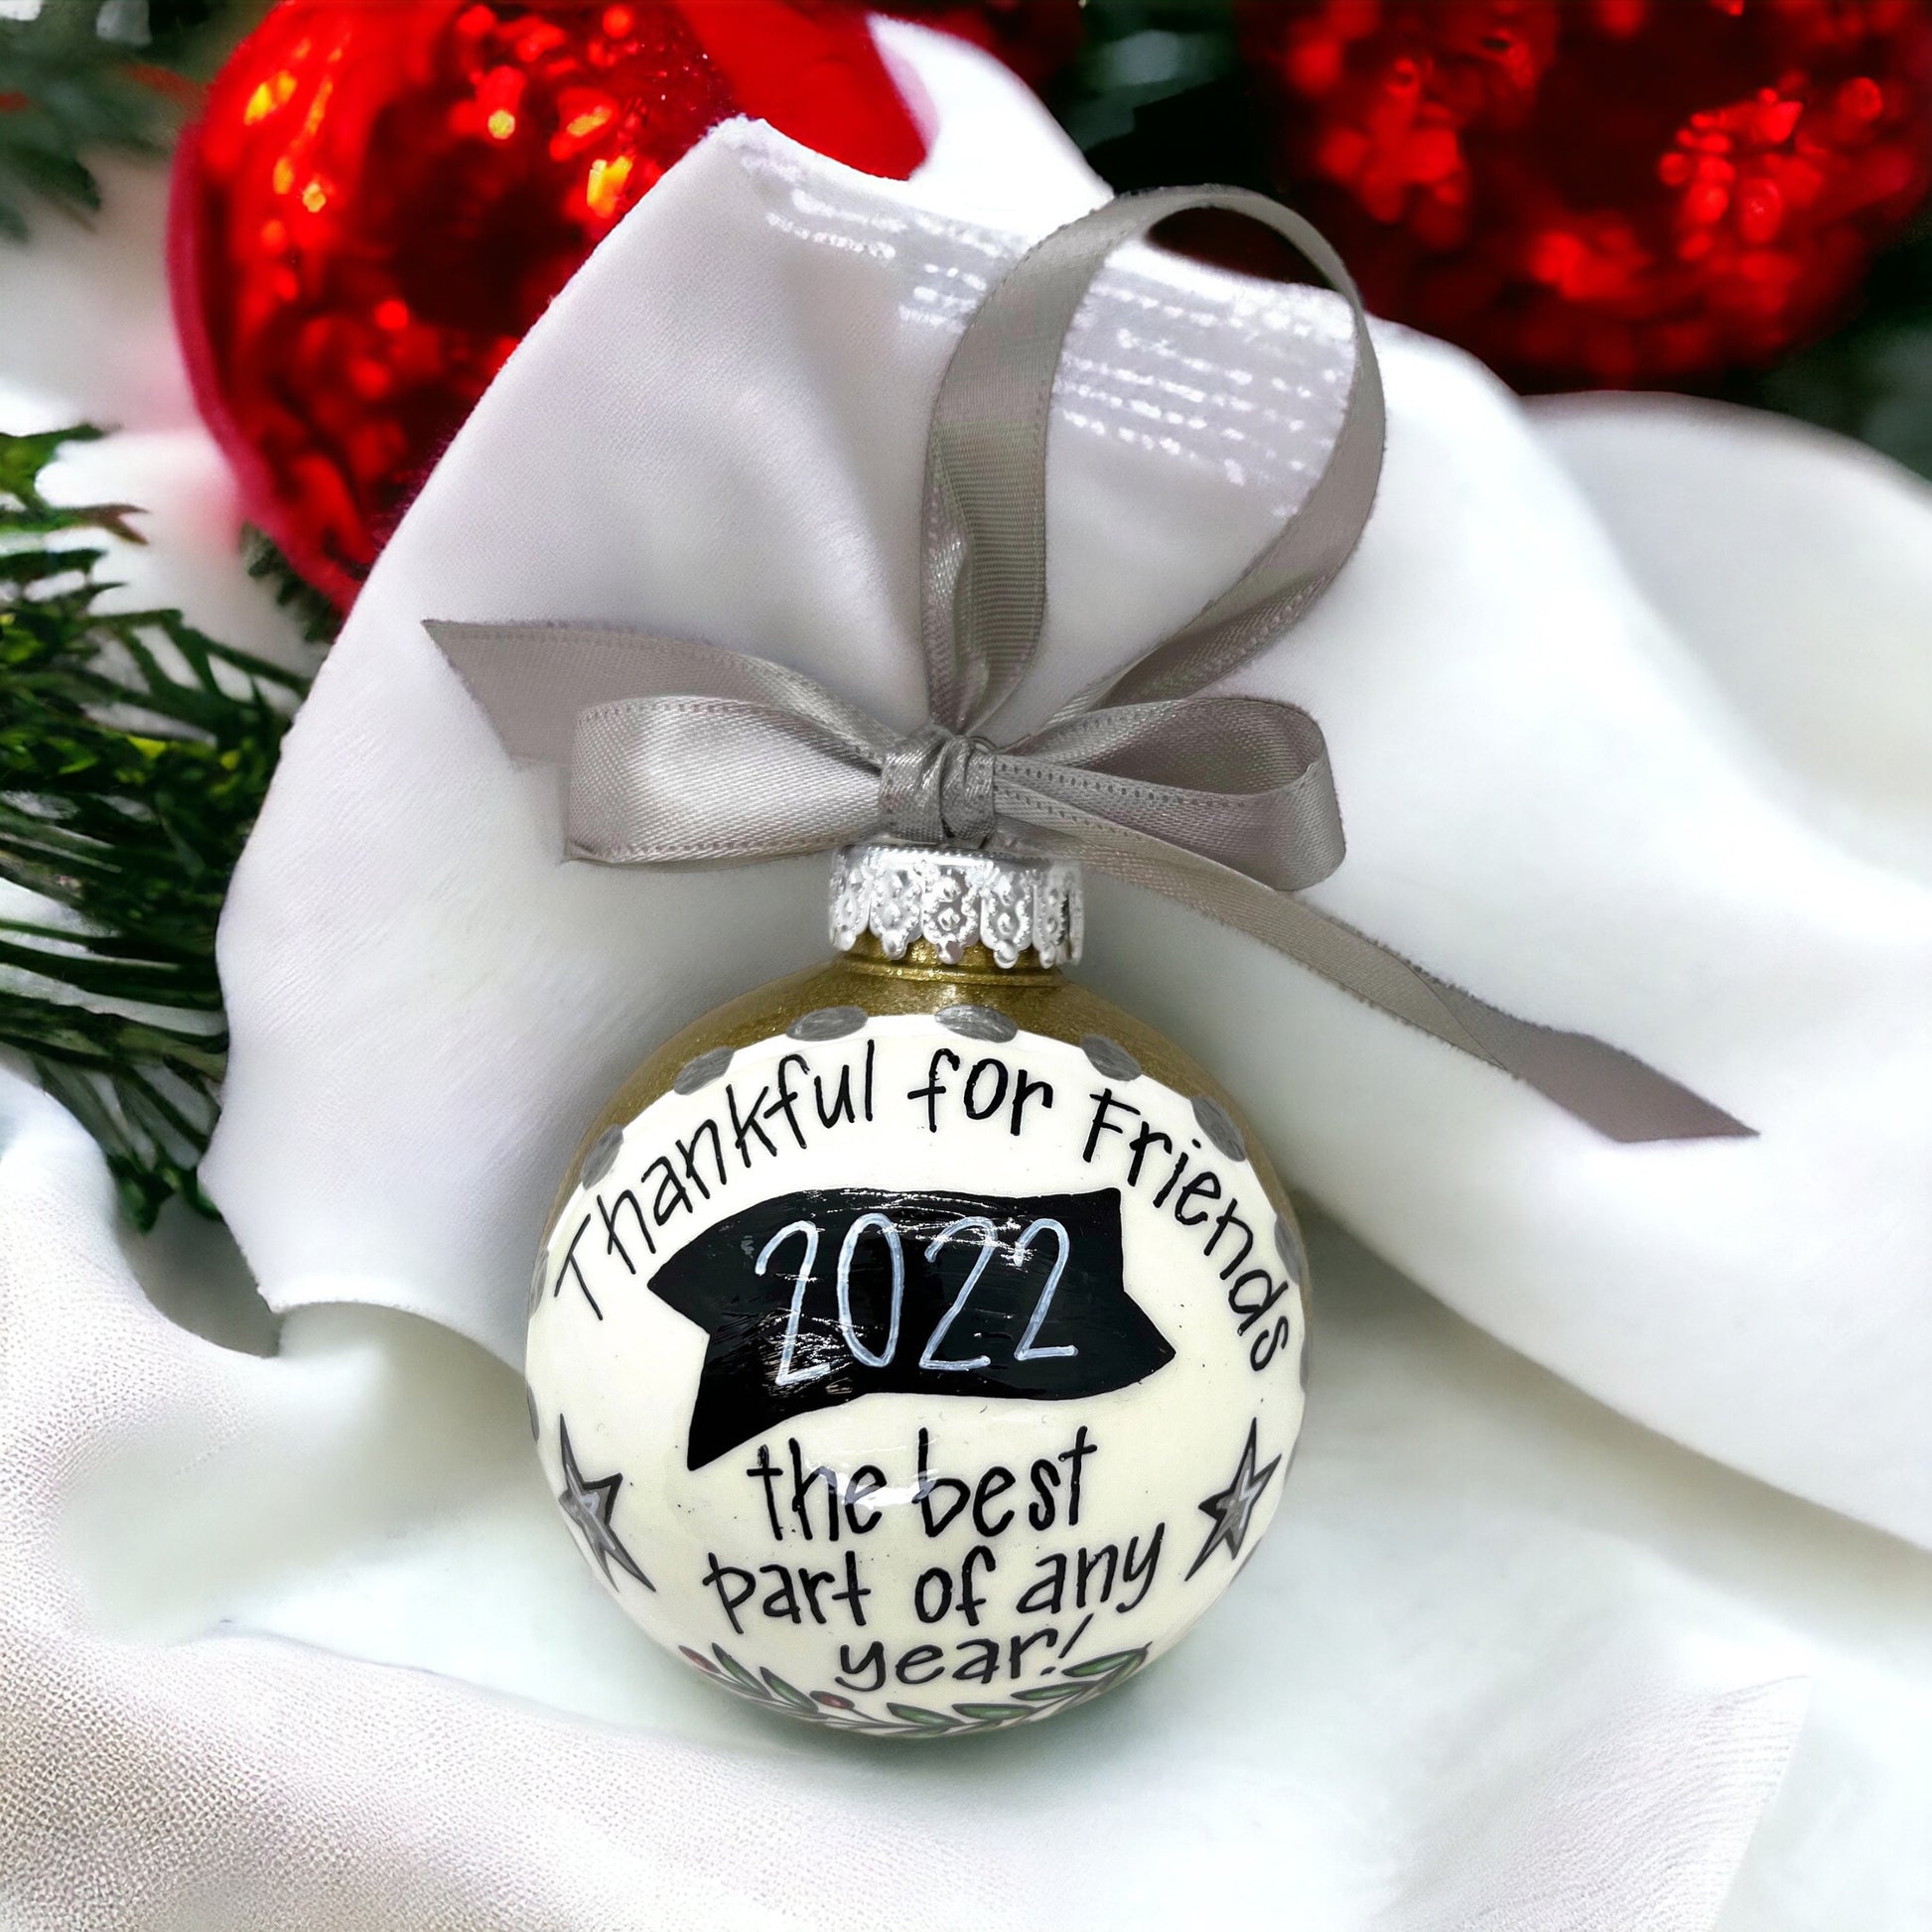 Thankful for Friends
2022
the best
part of any
year!